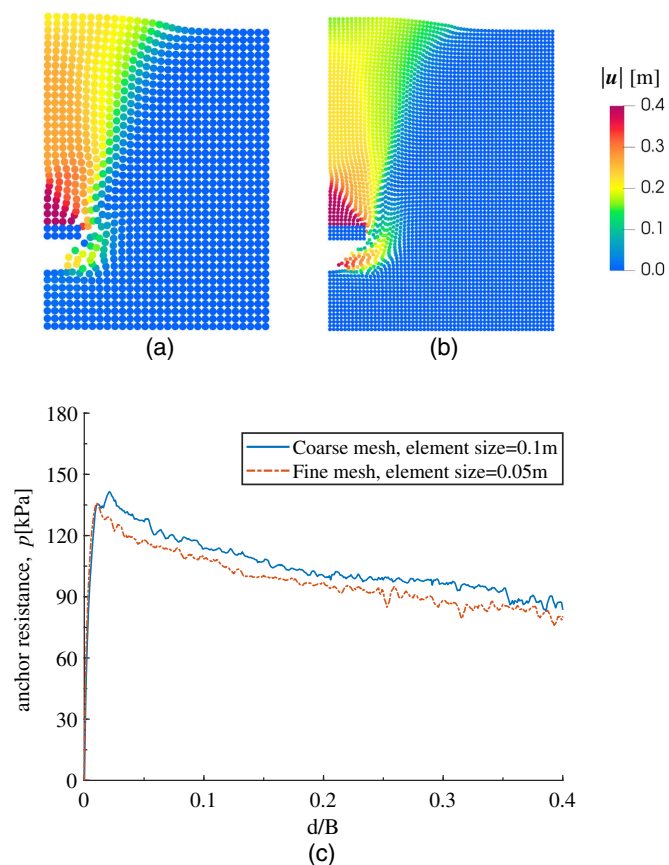 |u| [m]
0.4
0.3
0.2
0.1
0.0
(a)
(b)
180
150
120
90
60
30
0
anchor resistance, p[kPa]
Coarse mesh, element size=0.1m
Fine mesh, element size=0.05m
0 0.1 0.2 0.3 0.4
d/B
(c)